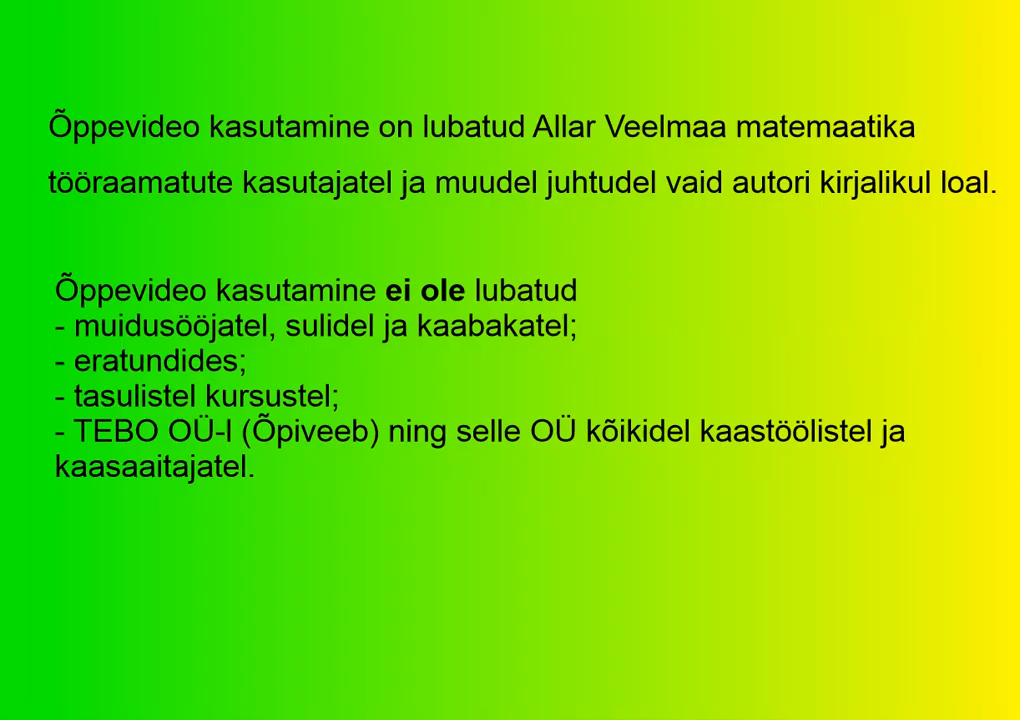 Õppevideo kasutamine on lubatud Allar Veelmaa matemaatika
tööraamatute kasutajatel ja muudel juhtudel vaid autori kirjalikul loal.
Õppevideo kasutamine ei ole lubatud
- muidusööjatel, sulidel ja kaabakatel;
- eratundides;
- tasulistel kursustel;
- TEBO OÜ-l (Õpiveeb) ning selle OÜ kõikidel kaastöölistel ja
kaasaaitajatel.